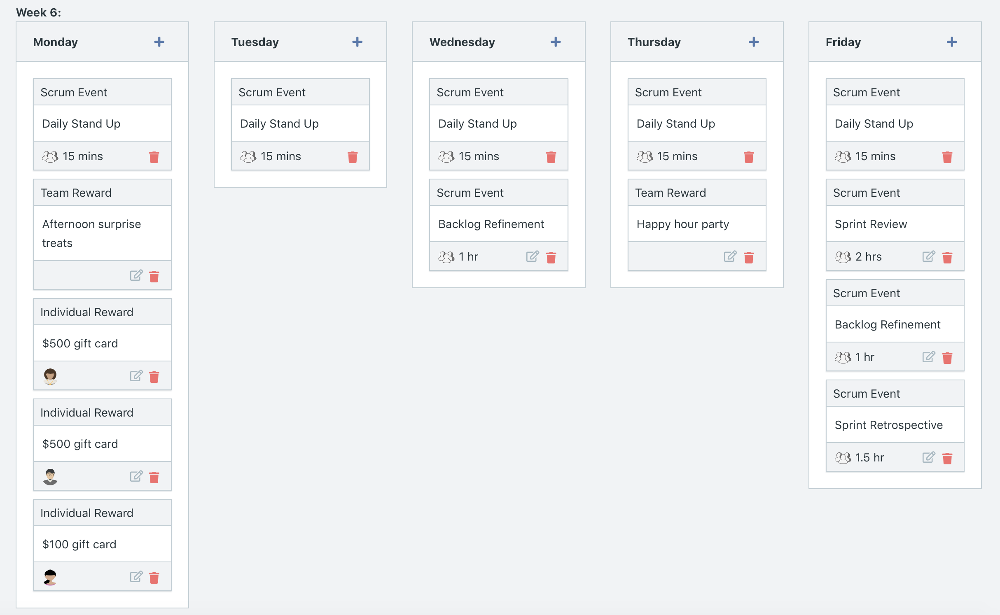 Week 6:
Monday
Scrum Event
Daily Stand Up
15 mins
Team Reward
Afternoon surprise
treats
Individual Reward
$500 gift card
Individual Reward
$500 gift card
Individual Reward
$100 gift card
Tuesday
Scrum Event
Daily Stand Up
15 mins
Wednesday
Scrum Event
Daily Stand Up
15 mins
Scrum Event
Backlog Refinement
1 hr
Thursday
Scrum Event
Daily Stand Up
15 mins
Team Reward
Happy hour party
Friday
Scrum Event
Daily Stand Up
15 mins
Scrum Event
Sprint Review
2 hrs
Scrum Event
Backlog Refinement
1 hr
Scrum Event
Sprint Retrospective
1.5 hr